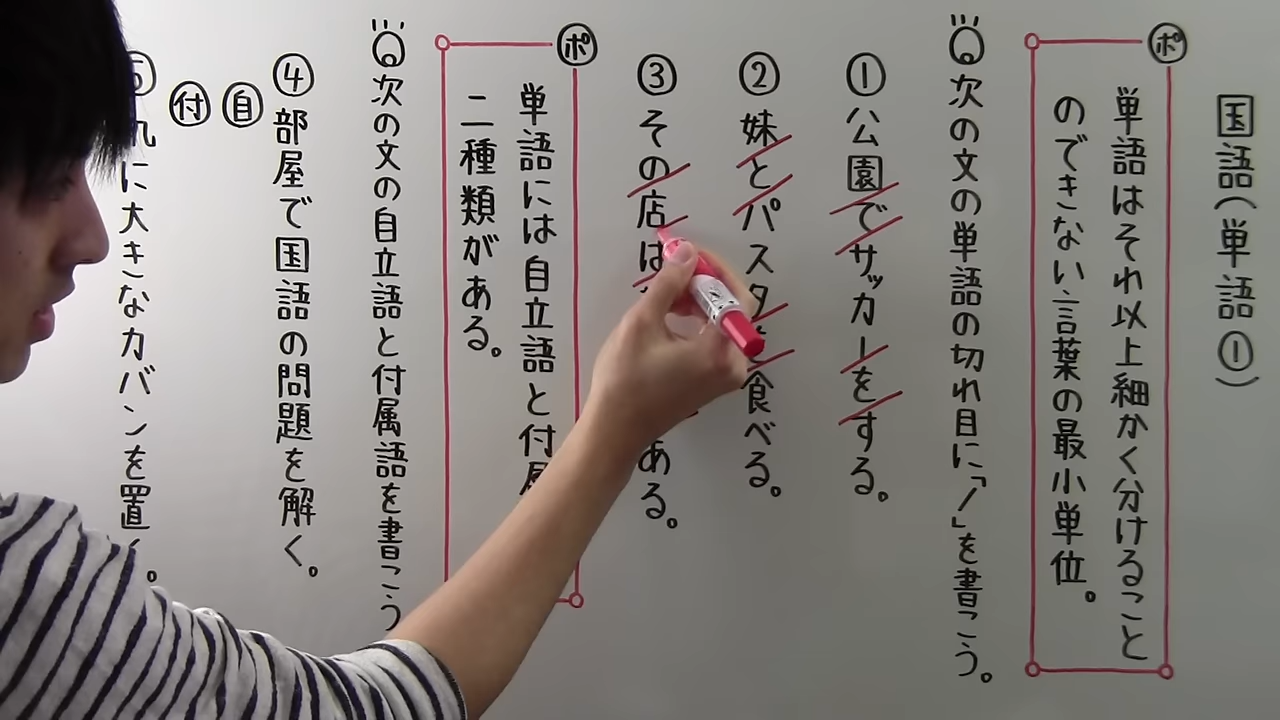 国語(単語①)
ポ
単語はそれ以上細かく分けること
のできない言葉の最小単位。
次の文の単語の切れ目に「/」を書こう。
①公園/で/サッカー/を/する。
②妹/と/パスタ/食べる。
③その/店/は/ある。
ポ
単語には自立語と付属
二種類がある。
次の文の自立語と付属語を書こう
④部屋で国語の問題を解く。
自
付
⑤机に大きなカバンを置く。